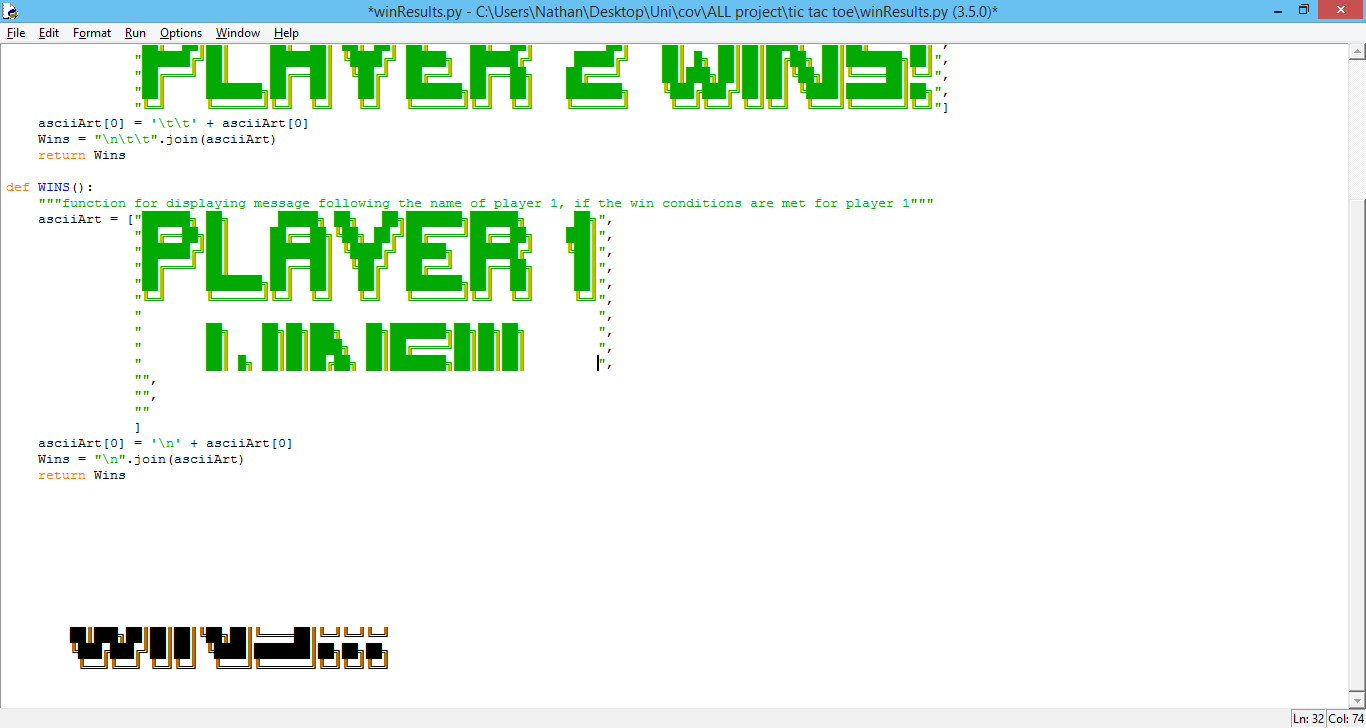 *winResults.py - C:\Users\Nathan\Desktop\Uni\cov\ALL project\tic tac toe\winResults.py (3.5.0)*
File Edit Format Run Options Window Help
PLAYER 2 WINS!
asciiArt[0] = '\t\t' + asciiArt[0]
Wins = "\n\t\t".join(asciiArt)
return Wins
def WINS():
"""function for displaying message following the name of player 1, if the win conditions are met for player 1"""
asciiArt = ["
PLAYER 1
"",
"",
""
]
asciiArt[0] = '\n' + asciiArt[0]
Wins = "\n".join(asciiArt)
return Wins
Ln: 32 Col: 74